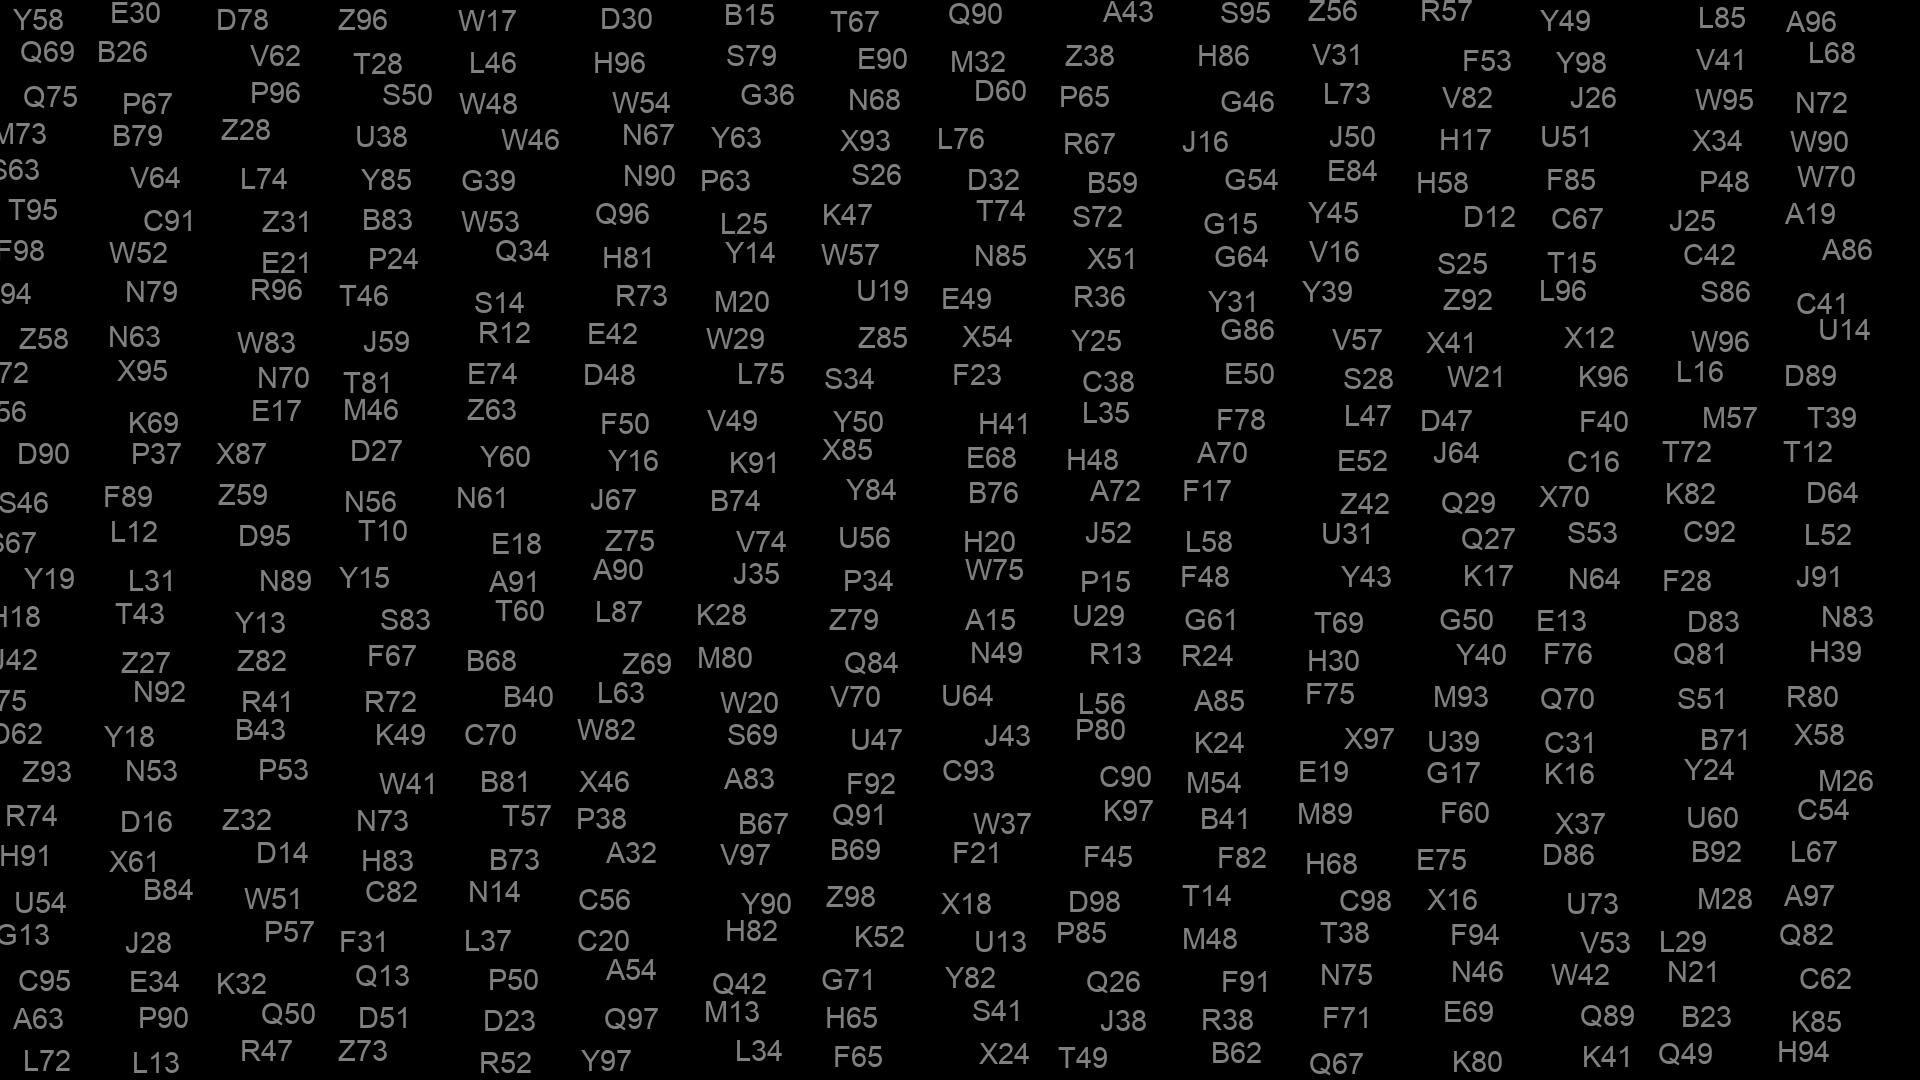 Y58 E30 D78 Z96 W17 D30 B15 T67 Q90 A43 S95 Z56 R57 Y49 L85 A96
Q69 B26 V62 T28 L46 H96 S79 E90 M32 Z38 H86 V31 F53 Y98 V41 L68
Q75 P67 P96 S50 W48 W54 G36 N68 D60 P65 G46 L73 V82 J26 W95 N72
M73 B79 Z28 U38 W46 N67 Y63 X93 L76 R67 J16 J50 H17 U51 X34 W90
S63 V64 L74 Y85 G39 N90 P63 S26 D32 B59 G54 E84 H58 F85 P48 W70
T95 C91 Z31 B83 W53 Q96 L25 K47 T74 S72 G15 Y45 D12 C67 J25 A19
F98 W52 E21 P24 Q34 H81 Y14 W57 N85 X51 G64 V16 S25 T15 C42 A86
94 N79 R96 T46 S14 R73 M20 U19 E49 R36 Y31 Y39 Z92 L96 S86 C41
Z58 N63 W83 J59 R12 E42 W29 Z85 X54 Y25 G86 V57 X41 X12 W96 U14
72 X95 N70 T81 E74 D48 L75 S34 F23 C38 E50 S28 W21 K96 L16 D89
56 K69 E17 M46 Z63 F50 V49 Y50 H41 L35 F78 L47 D47 F40 M57 T39
D90 P37 X87 D27 Y60 Y16 K91 X85 E68 H48 A70 E52 J64 C16 T72 T12
S46 F89 Z59 N56 N61 J67 B74 Y84 B76 A72 F17 Z42 Q29 X70 K82 D64
S67 L12 D95 T10 E18 Z75 V74 U56 H20 J52 L58 U31 Q27 S53 C92 L52
Y19 L31 N89 Y15 A91 A90 J35 P34 W75 P15 F48 Y43 K17 N64 F28 J91
H18 T43 Y13 S83 T60 L87 K28 Z79 A15 U29 G61 T69 G50 E13 D83 N83
42 Z27 Z82 F67 B68 Z69 M80 Q84 N49 R13 R24 H30 Y40 F76 Q81 H39
75 N92 R41 R72 B40 L63 W20 V70 U64 L56 A85 F75 M93 Q70 S51 R80
62 Y18 B43 K49 C70 W82 S69 U47 J43 P80 K24 X97 U39 C31 B71 X58
Z93 N53 P53 W41 B81 X46 A83 F92 C93 C90 M54 E19 G17 K16 Y24 M26
R74 D16 Z32 N73 T57 P38 B67 Q91 W37 K97 B41 M89 F60 X37 U60 C54
H91 X61 D14 H83 B73 A32 V97 B69 F21 F45 F82 H68 E75 D86 B92 L67
U54 B84 W51 C82 N14 C56 Y90 Z98 X18 D98 T14 C98 X16 U73 M28 A97
G13 J28 P57 F31 L37 C20 H82 K52 U13 P85 M48 T38 F94 V53 L29 Q82
C95 E34 K32 Q13 P50 A54 Q42 G71 Y82 Q26 F91 N75 N46 W42 N21 C62
A63 P90 Q50 D51 D23 Q97 M13 H65 S41 J38 R38 F71 E69 Q89 B23 K85
L72 L13 R47 Z73 R52 Y97 L34 F65 X24 T49 B62 Q67 K80 K41 Q49 H94